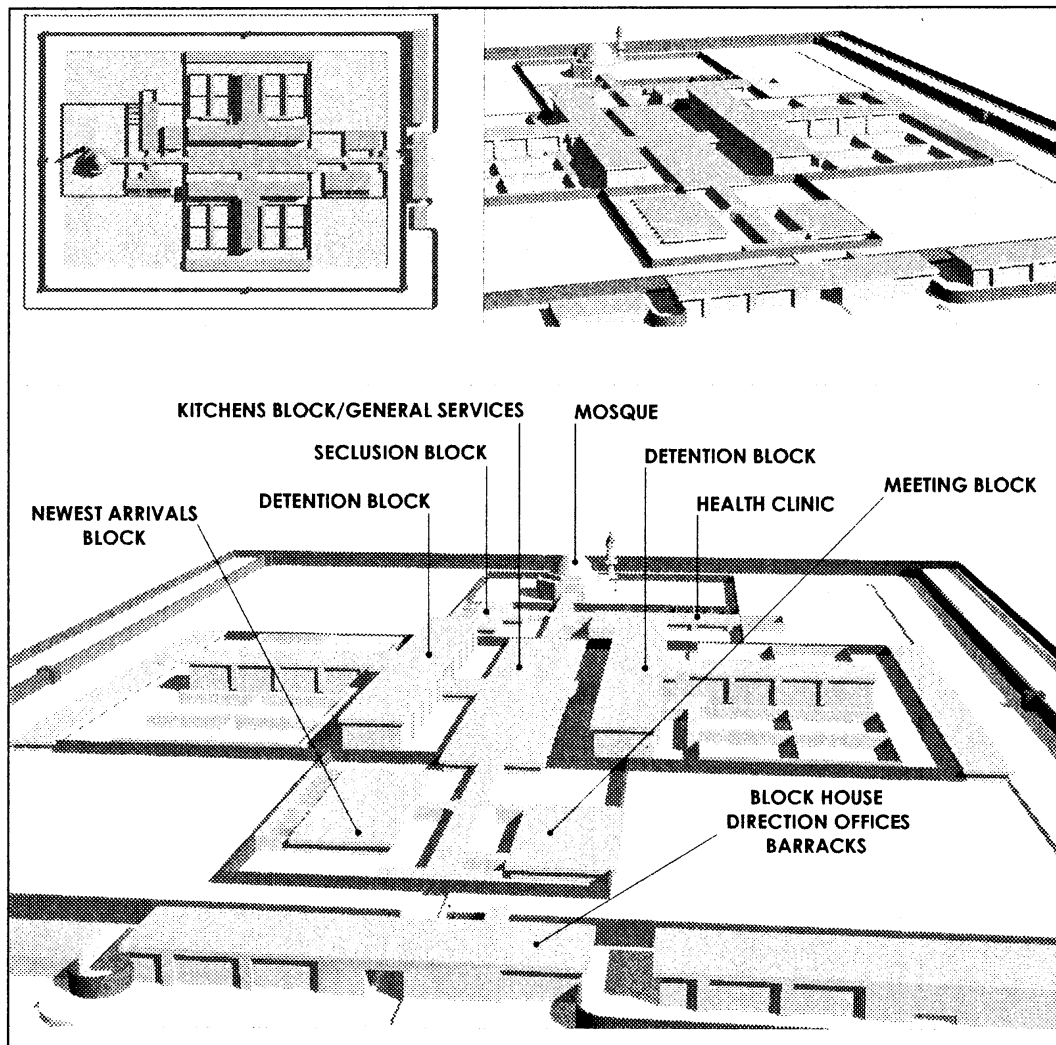 KITCHENS BLOCK/GENERAL SERVICES
MOSQUE
SECLUSION BLOCK
DETENTION BLOCK
DETENTION BLOCK
MEETING BLOCK
NEWEST ARRIVALS
BLOCK
HEALTH CLINIC
BLOCK HOUSE
DIRECTION OFFICES
BARRACKS